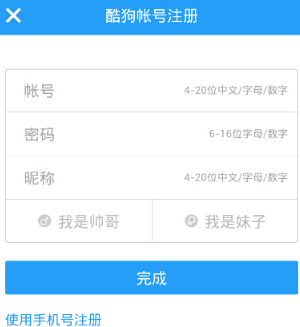 酷狗帐号注册
帐号 4-20位中文/字母/数字
密码 6-16位字母/数字
昵称 4-20位中文/字母/数字
我是帅哥 我是妹子
完成
使用手机号注册